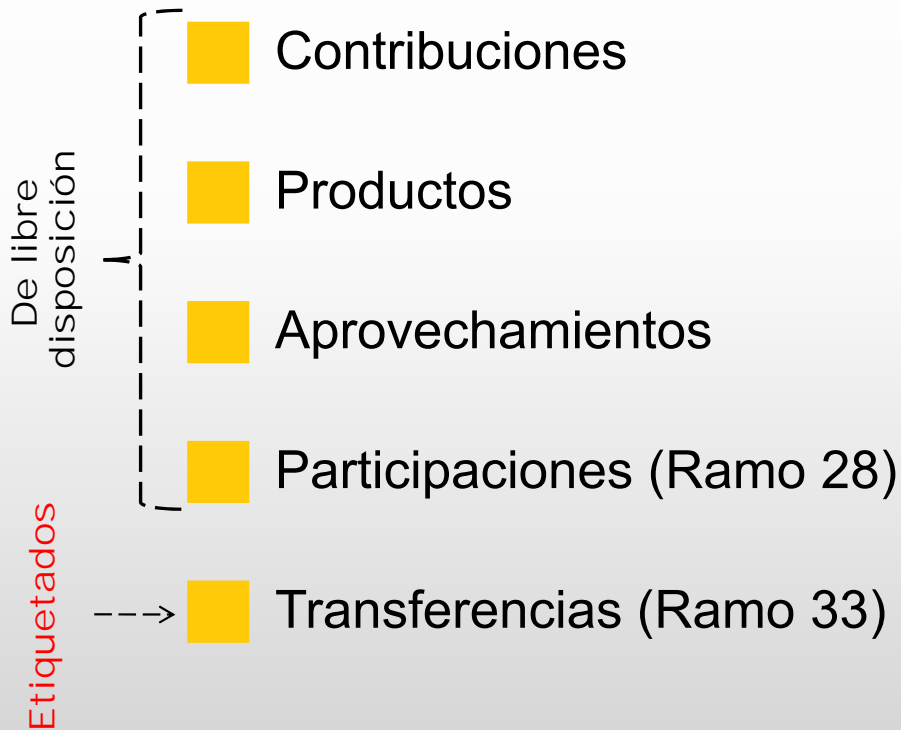 De libre
disposición
Contribuciones
Productos
Aprovechamientos
Participaciones (Ramo 28)
Etiquetados
Transferencias (Ramo 33)